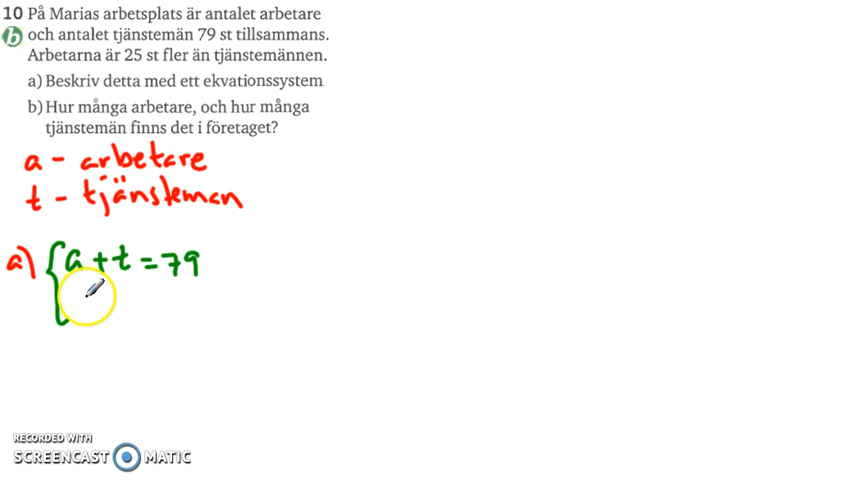 10 På Marias arbetsplats är antalet arbetare
b och antalet tjänstemän 79 st tillsammans.
Arbetarna är 25 st fler än tjänstemännen.
a) Beskriv detta med ett ekvationssystem
b) Hur många arbetare, och hur många
tjänstemän finns det i företaget?
a - arbetare
t - tjänsteman
a) { a + t = 79
RECORDED WITH
SCREENCAST MATIC